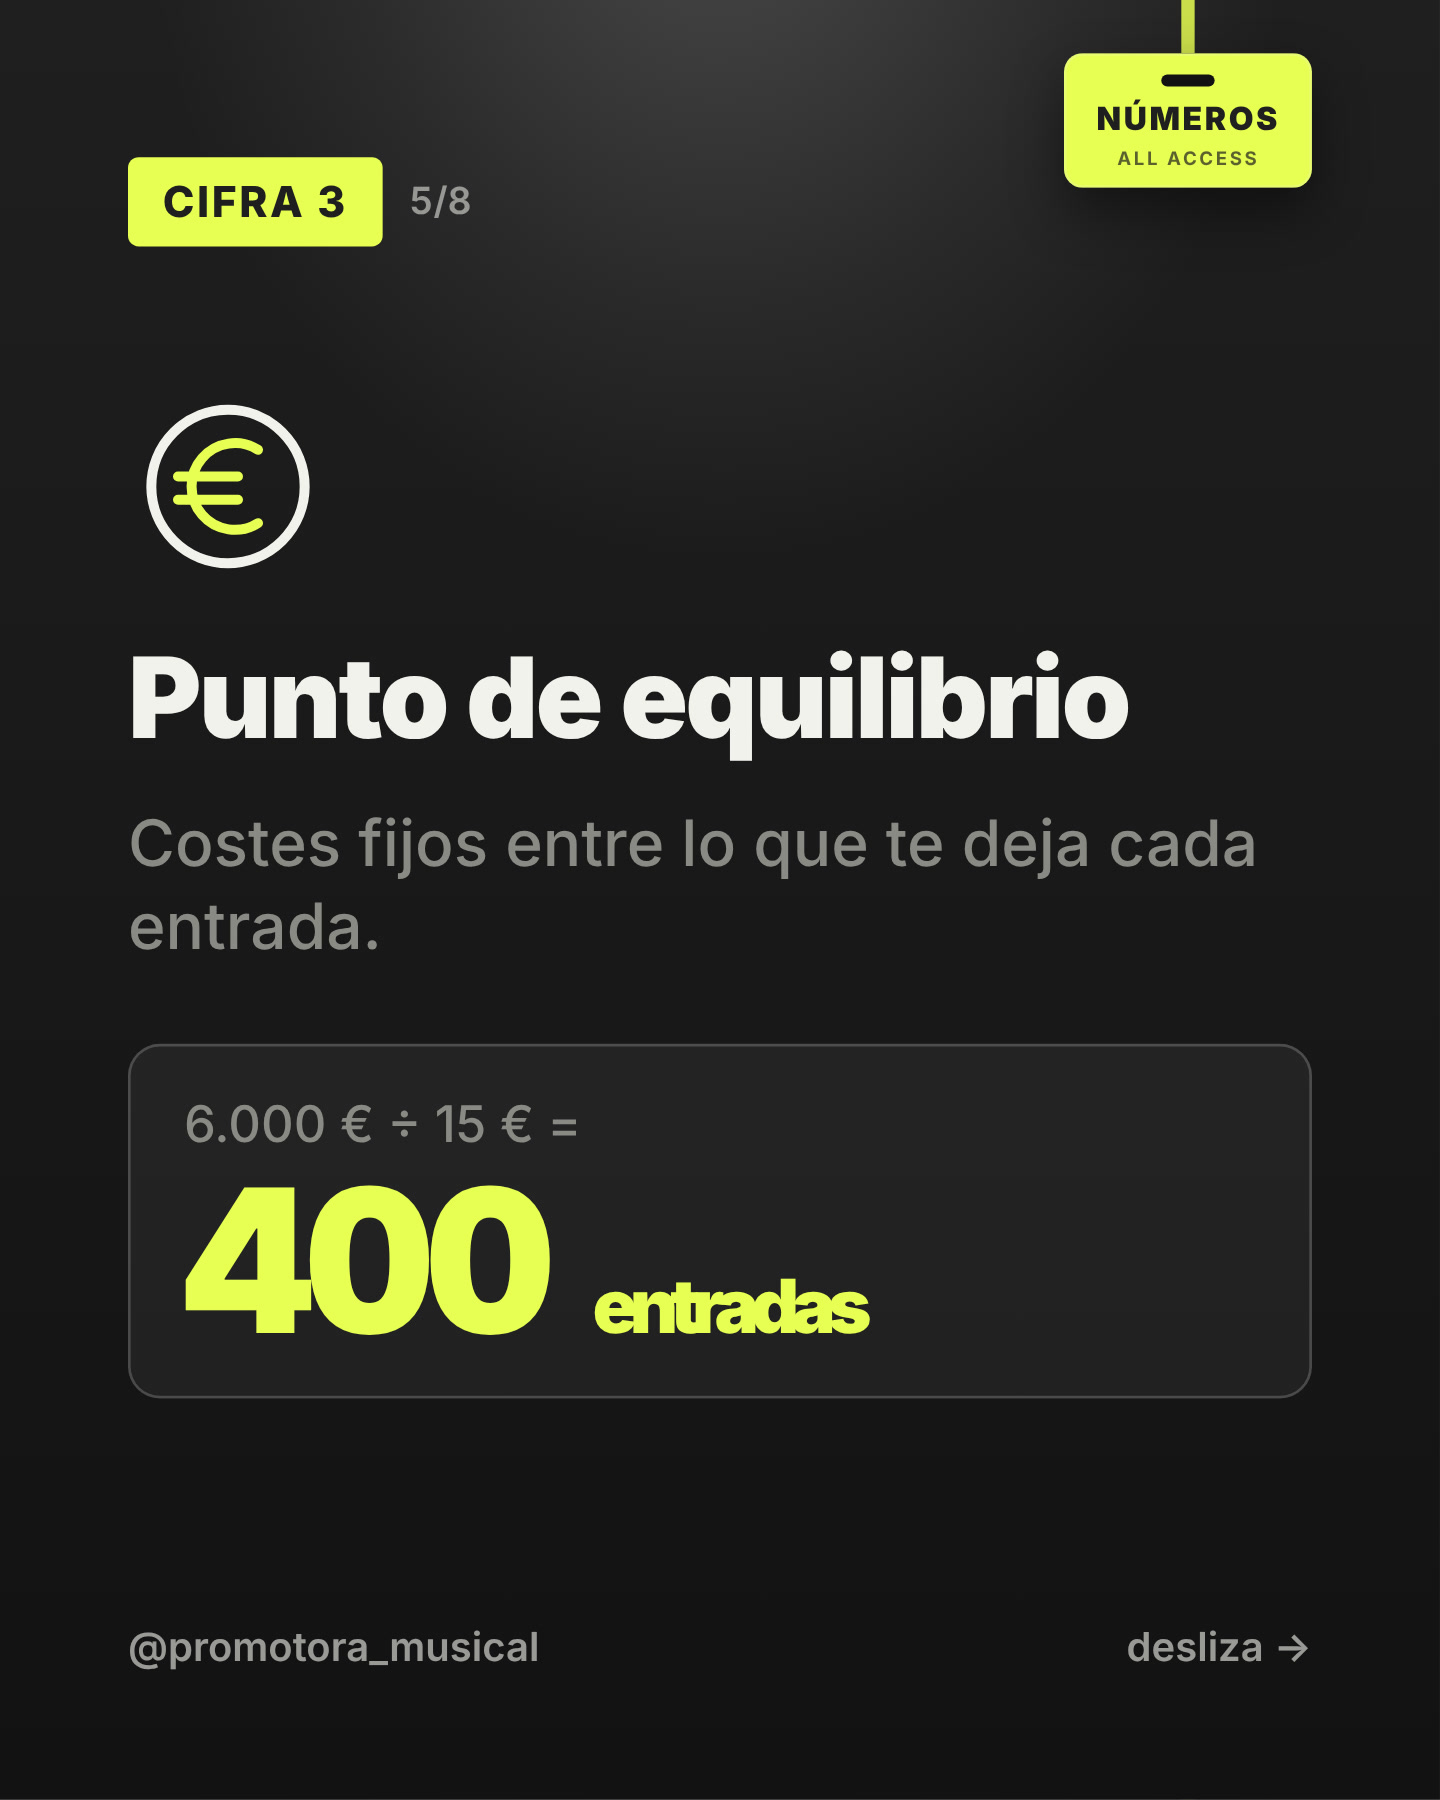 NÚMEROS
ALL ACCESS
CIFRA 3 5/8
€
Punto de equilibrio
Costes fijos entre lo que te deja cada
entrada.
6.000 € ÷ 15 € =
400 entradas
@promotora_musical desliza →